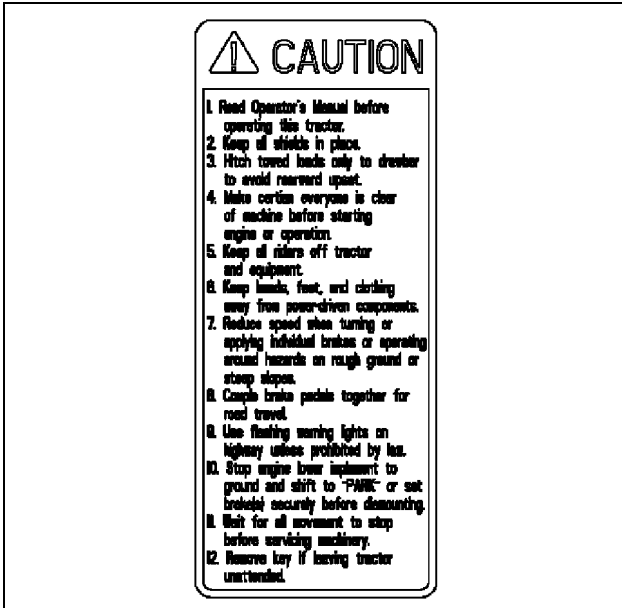 CAUTION
1. Read Operator's Manual before
operating this tractor.
2. Keep all shields in place.
3. Hitch towed loads only to drawbar
to avoid rearward upset.
4. Make certian everyone is clear
of machine before starting
engine or operation.
5. Keep all riders off tractor
and equipment.
6. Keep hands, feet, and clothing
away from power-driven components.
7. Reduce speed when turning or
applying individual brakes or operating
around hazards on rough ground or
steep slopes.
8. Couple brake pedals together for
road travel.
9. Use flashing warning lights on
highway unless prohibited by law.
10. Stop engine lower implement to
ground and shift to "PARK" or set
brake(s) securely before dismounting.
11. Wait for all movement to stop
before servicing machinery.
12. Remove key if leaving tractor
unattended.